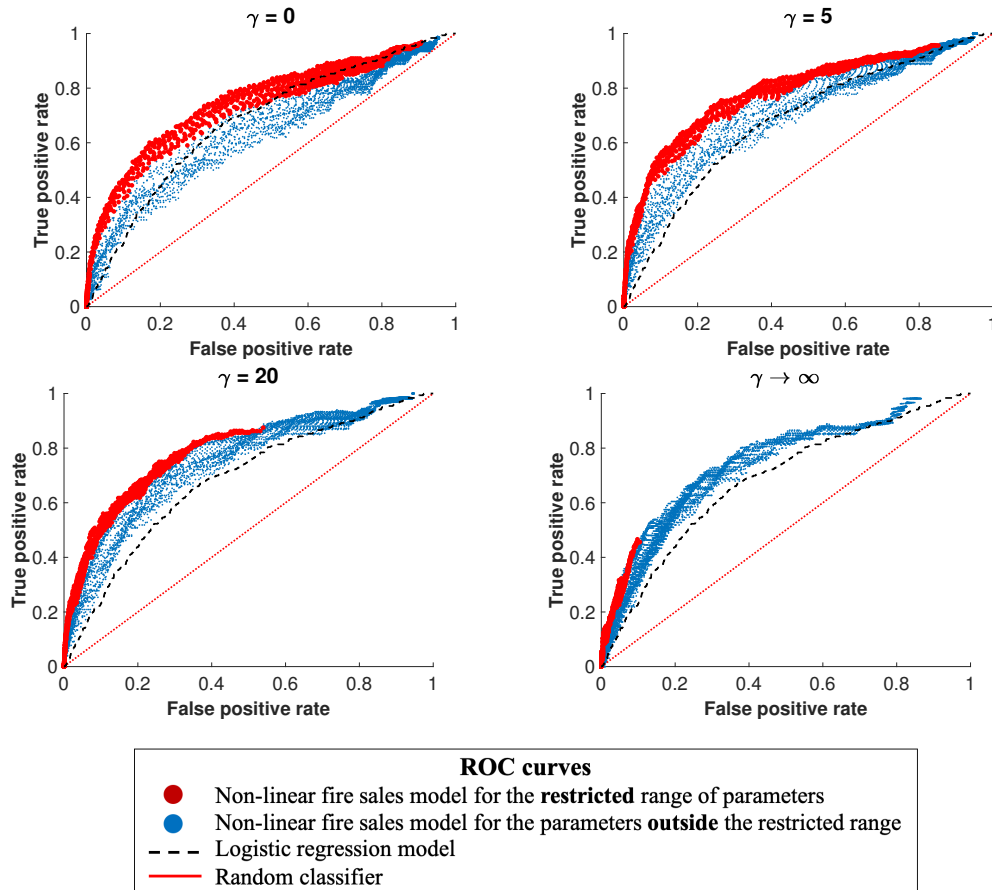 γ = 0
True positive rate
1
0.8
0.6
0.4
0.2
0
0 0.2 0.4 0.6 0.8 1
False positive rate
γ = 5
True positive rate
1
0.8
0.6
0.4
0.2
0
0 0.2 0.4 0.6 0.8 1
False positive rate
γ = 20
True positive rate
1
0.8
0.6
0.4
0.2
0
0 0.2 0.4 0.6 0.8 1
False positive rate
γ → ∞
True positive rate
1
0.8
0.6
0.4
0.2
0
0 0.2 0.4 0.6 0.8 1
False positive rate
ROC curves
Non-linear fire sales model for the restricted range of parameters
Non-linear fire sales model for the parameters outside the restricted range
Logistic regression model
Random classifier